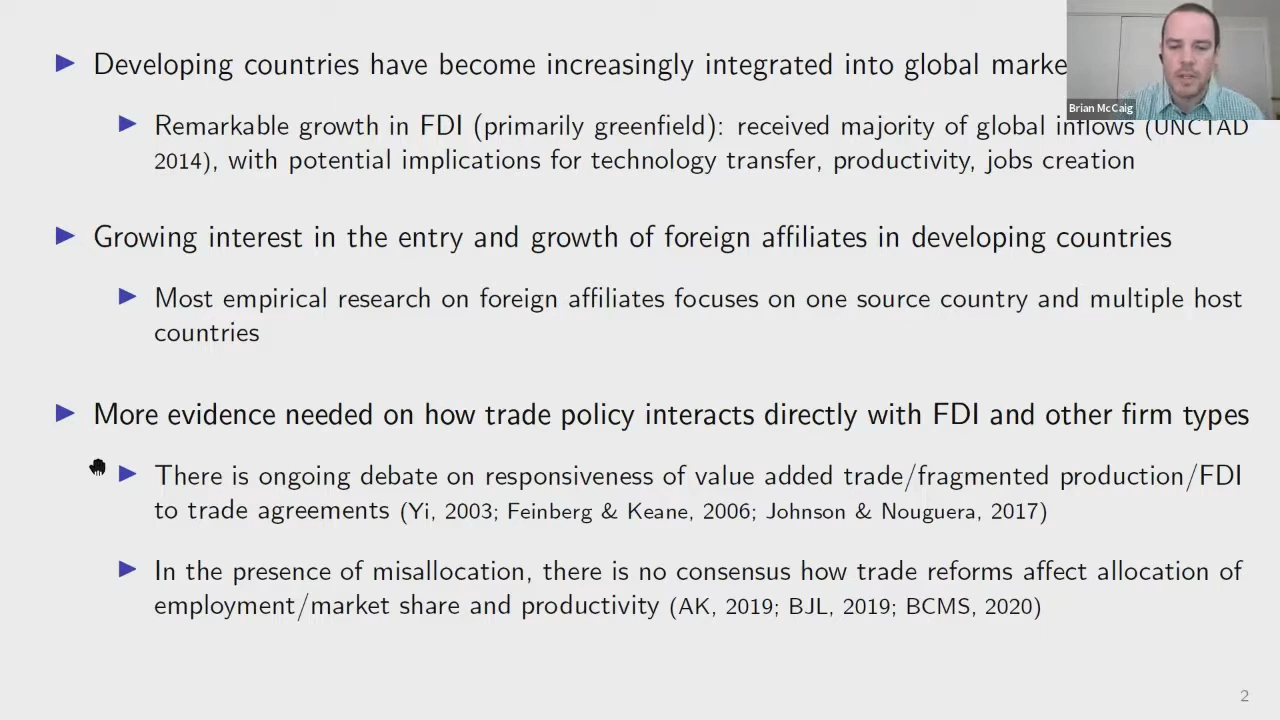 Developing countries have become increasingly integrated into global marke
Brian McCaig
Remarkable growth in FDI (primarily greenfield): received majority of global inflows (UNCTAD
2014), with potential implications for technology transfer, productivity, jobs creation
Growing interest in the entry and growth of foreign affiliates in developing countries
Most empirical research on foreign affiliates focuses on one source country and multiple host
countries
More evidence needed on how trade policy interacts directly with FDI and other firm types
There is ongoing debate on responsiveness of value added trade/fragmented production/FDI
to trade agreements (Yi, 2003; Feinberg & Keane, 2006; Johnson & Nouguera, 2017)
In the presence of misallocation, there is no consensus how trade reforms affect allocation of
employment/market share and productivity (AK, 2019; BJL, 2019; BCMS, 2020)
2